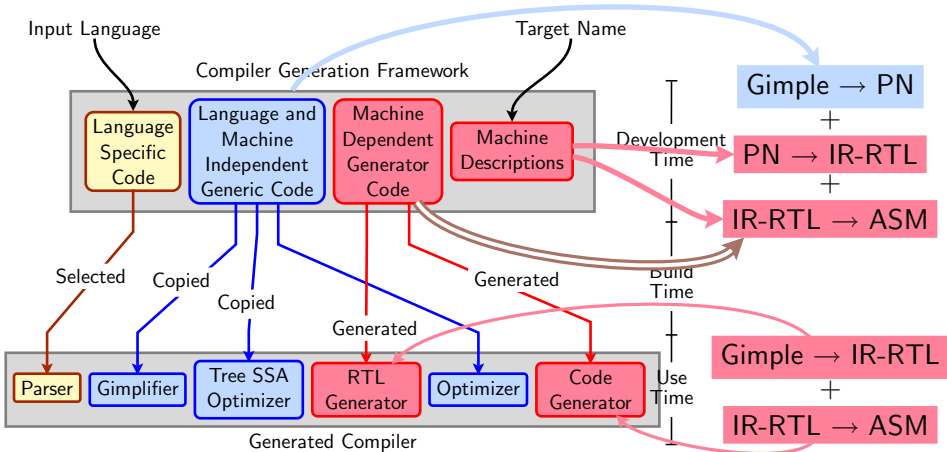 Input Language
Target Name
Compiler Generation Framework
Language
Specific
Code
Language and
Machine
Independent
Generic Code
Machine
Dependent
Generator
Code
Machine
Descriptions
Development
Time
Gimple → PN
+
PN → IR-RTL
+
IR-RTL → ASM
Selected
Copied
Copied
Generated
Generated
Build
Time
Parser
Gimplifier
Tree SSA
Optimizer
RTL
Generator
Optimizer
Code
Generator
Use
Time
Gimple → IR-RTL
+
IR-RTL → ASM
Generated Compiler